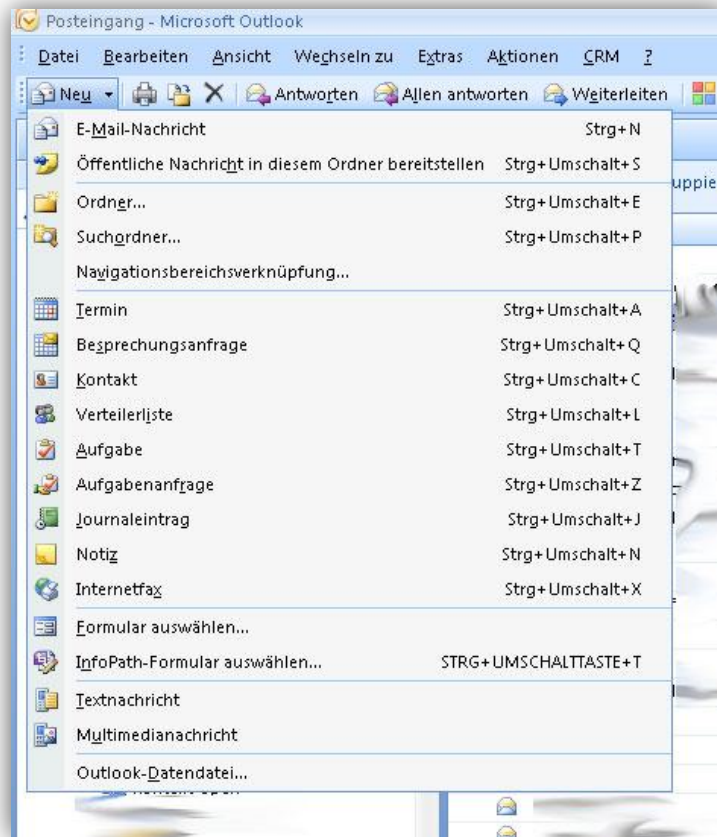 Posteingang - Microsoft Outlook
Datei Bearbeiten Ansicht Wechseln zu Extras Aktionen CRM ?
Neu Antworten Allen antworten Weiterleiten
E-Mail-Nachricht Strg+N
Öffentliche Nachricht in diesem Ordner bereitstellen Strg+Umschalt+S
uppie
Ordner... Strg+Umschalt+E
Suchordner... Strg+Umschalt+P
Navigationsbereichsverknüpfung...
Termin Strg+Umschalt+A
Besprechungsanfrage Strg+Umschalt+Q
Kontakt Strg+Umschalt+C
Verteilerliste Strg+Umschalt+L
Aufgabe Strg+Umschalt+T
Aufgabenanfrage Strg+Umschalt+Z
Journaleintrag Strg+Umschalt+J
Notiz Strg+Umschalt+N
Internetfax Strg+Umschalt+X
Formular auswählen...
InfoPath-Formular auswählen... STRG+UMSCHALTTASTE+T
Textnachricht
Multimedianachricht
Outlook-Datendatei...